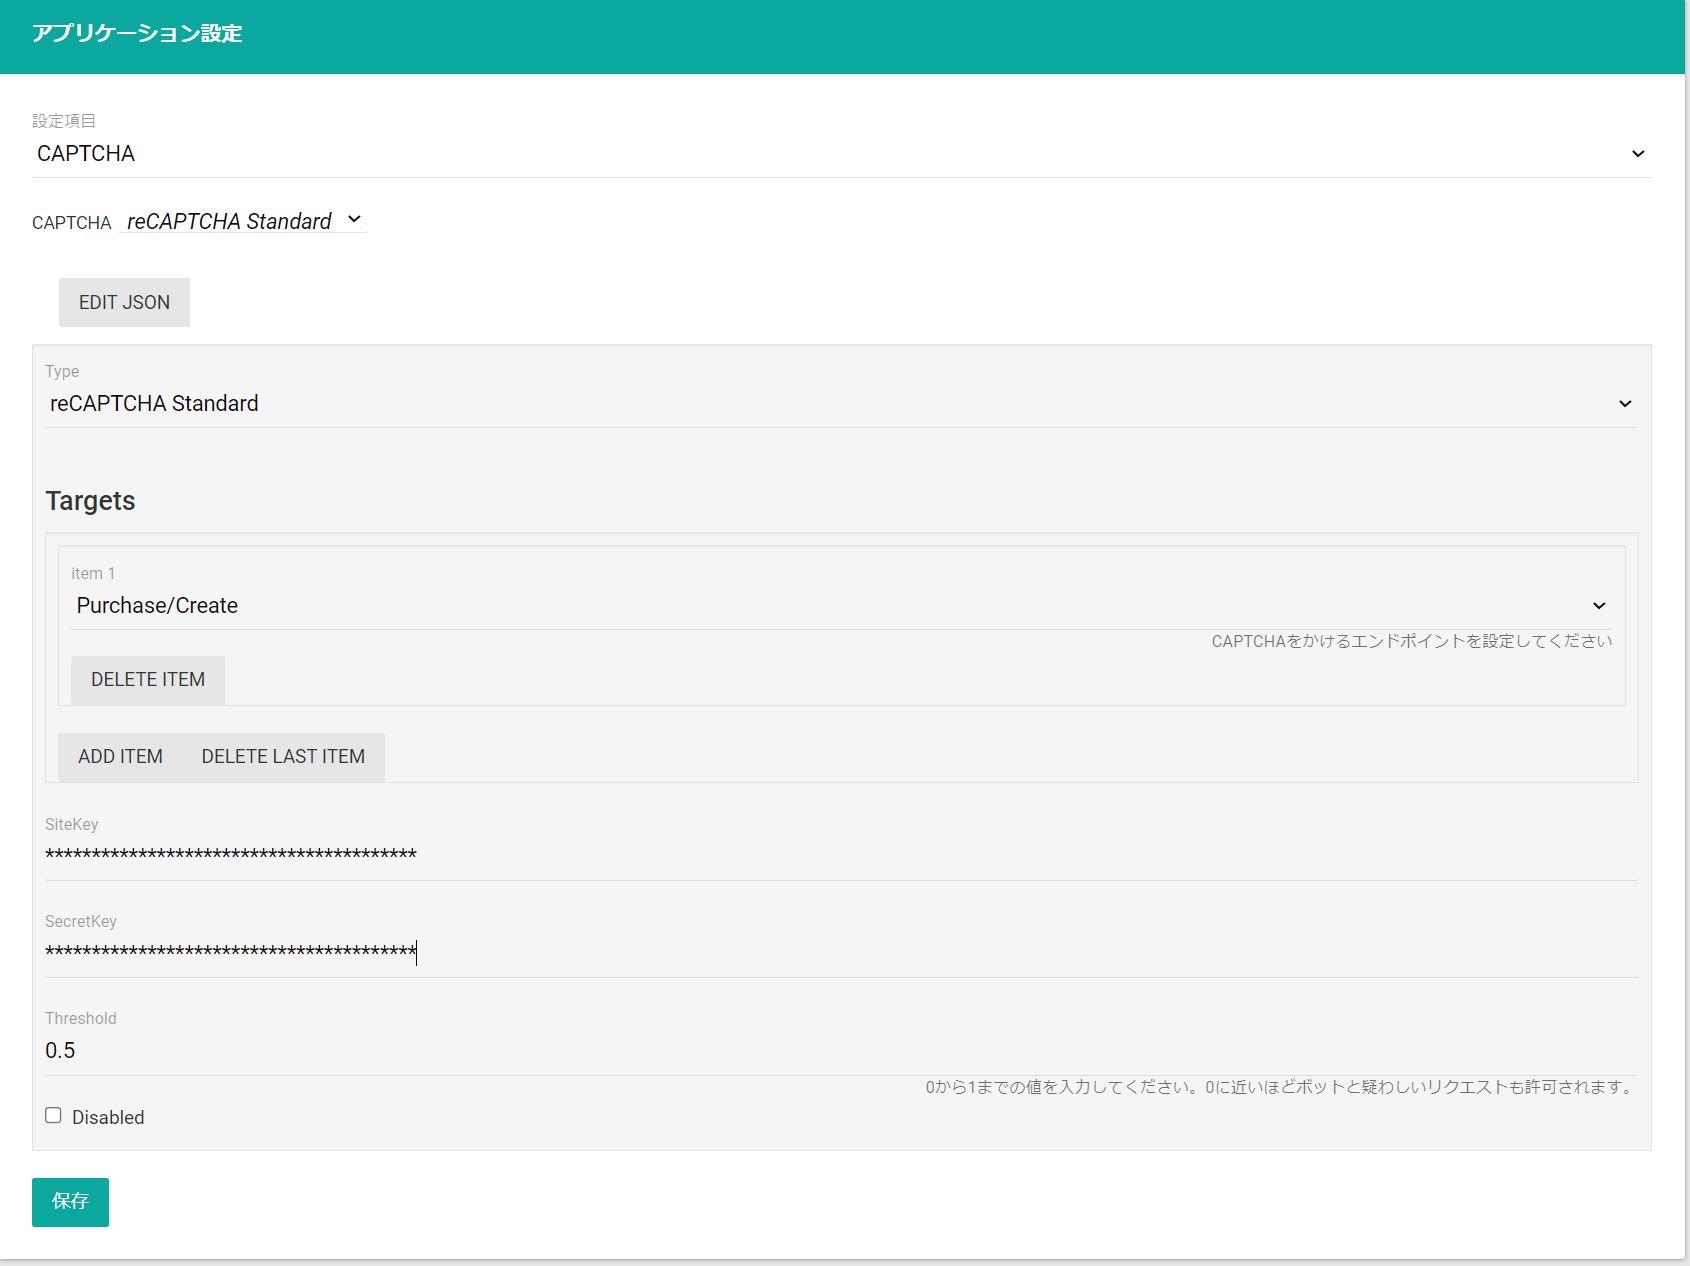 アプリケーション設定
設定項目
CAPTCHA
CAPTCHA reCAPTCHA Standard
EDIT JSON
Type
reCAPTCHA Standard
Targets
item 1
Purchase/Create
CAPTCHAをかけるエンドポイントを設定してください
DELETE ITEM
ADD ITEM DELETE LAST ITEM
SiteKey
****************************************
SecretKey
****************************************
Threshold
0.5
0から1までの値を入力してください。0に近いほどボットと疑わしいリクエストも許可されます。
Disabled
保存